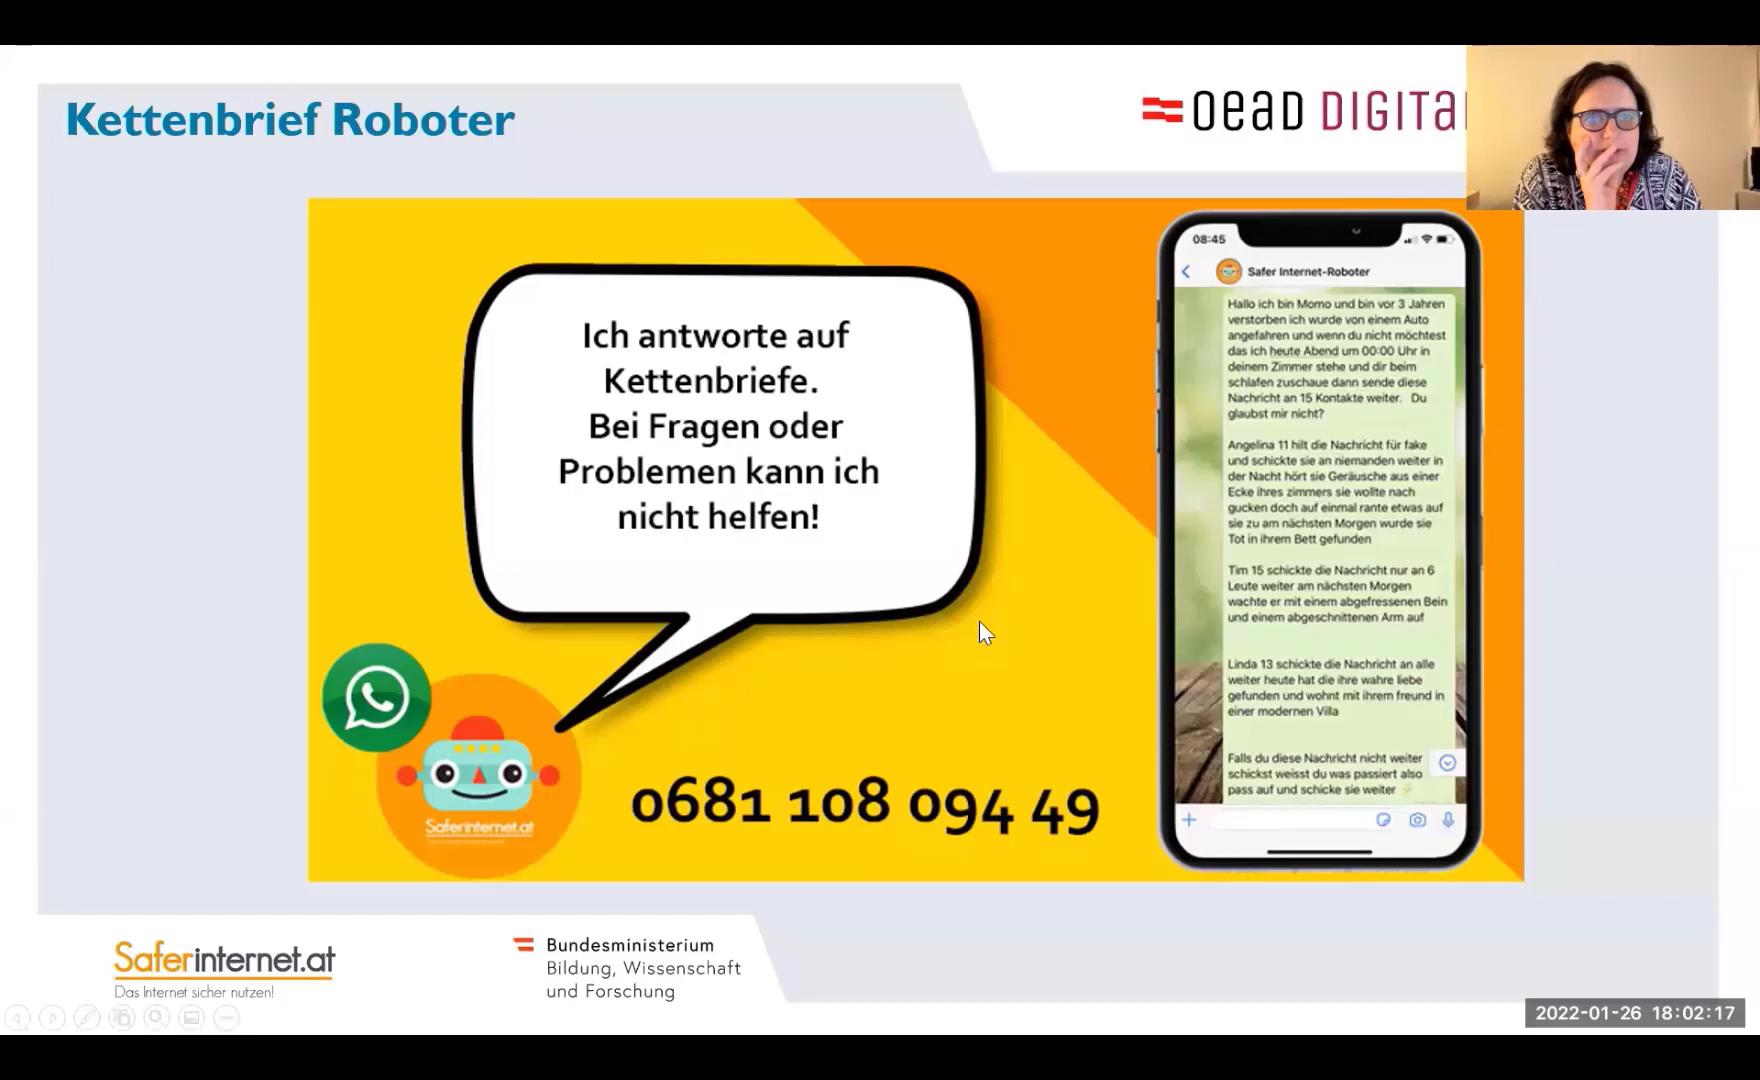 Kettenbrief Roboter
OeAD DIGITA
Ich antworte auf
Kettenbriefe.
Bei Fragen oder
Problemen kann ich
nicht helfen!
Saferinternet.at
0681 108 094 49
08:45
Safer Internet-Roboter
Hallo ich bin Momo und bin vor 3 Jahren
verstorben ich wurde von einem Auto
angefahren und wenn du nicht möchtest
das ich heute Abend um 00:00 Uhr in
deinem Zimmer stehe und dir beim
schlafen zuschaue dann sende diese
Nachricht an 15 Kontakte weiter. Du
glaubst mir nicht?
Angelina 11 hilt die Nachricht für fake
und schickte sie an niemanden weiter in
der Nacht hört sie Geräusche aus einer
Ecke ihres zimmers sie wollte nach
gucken doch auf einmal rante etwas auf
sie zu am nächsten Morgen wurde sie
Tot in ihrem Bett gefunden
Tim 15 schickte die Nachricht nur an 6
Leute weiter am nächsten Morgen
wachte er mit einem abgefressenen Bein
und einem abgeschnittenen Arm auf
Linda 13 schickte die Nachricht an alle
weiter heute hat die ihre wahre liebe
gefunden und wohnt mit ihrem freund in
einer modernen Villa
Falls du diese Nachricht nicht weiter
schickst weisst du was passiert also
pass auf und schicke sie weiter
Saferinternet.at
Das Internet sicher nutzen!
Bundesministerium
Bildung, Wissenschaft
und Forschung
2022-01-26 18:02:17